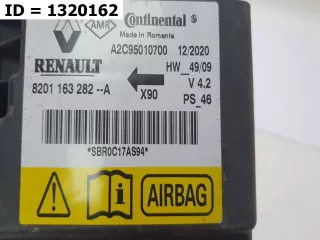 ID = 1320162
AMR Continental
Made in Romania
A2C95010700 12/2020
RENAULT HW_49/09
8201 163 282 --A X90 V 4.2
PS_46
*SBR0C17AS94*
AIRBAG